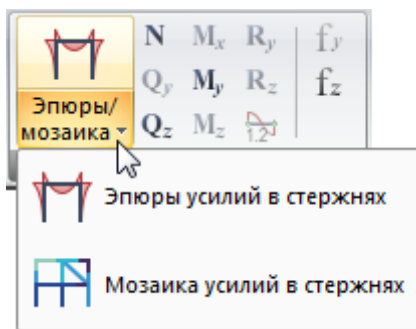 N Mx Ry fy
Qy My Rz fz
Эпюры/
мозаика Qz Mz 1.2
Эпюры усилий в стержнях
Мозаика усилий в стержнях